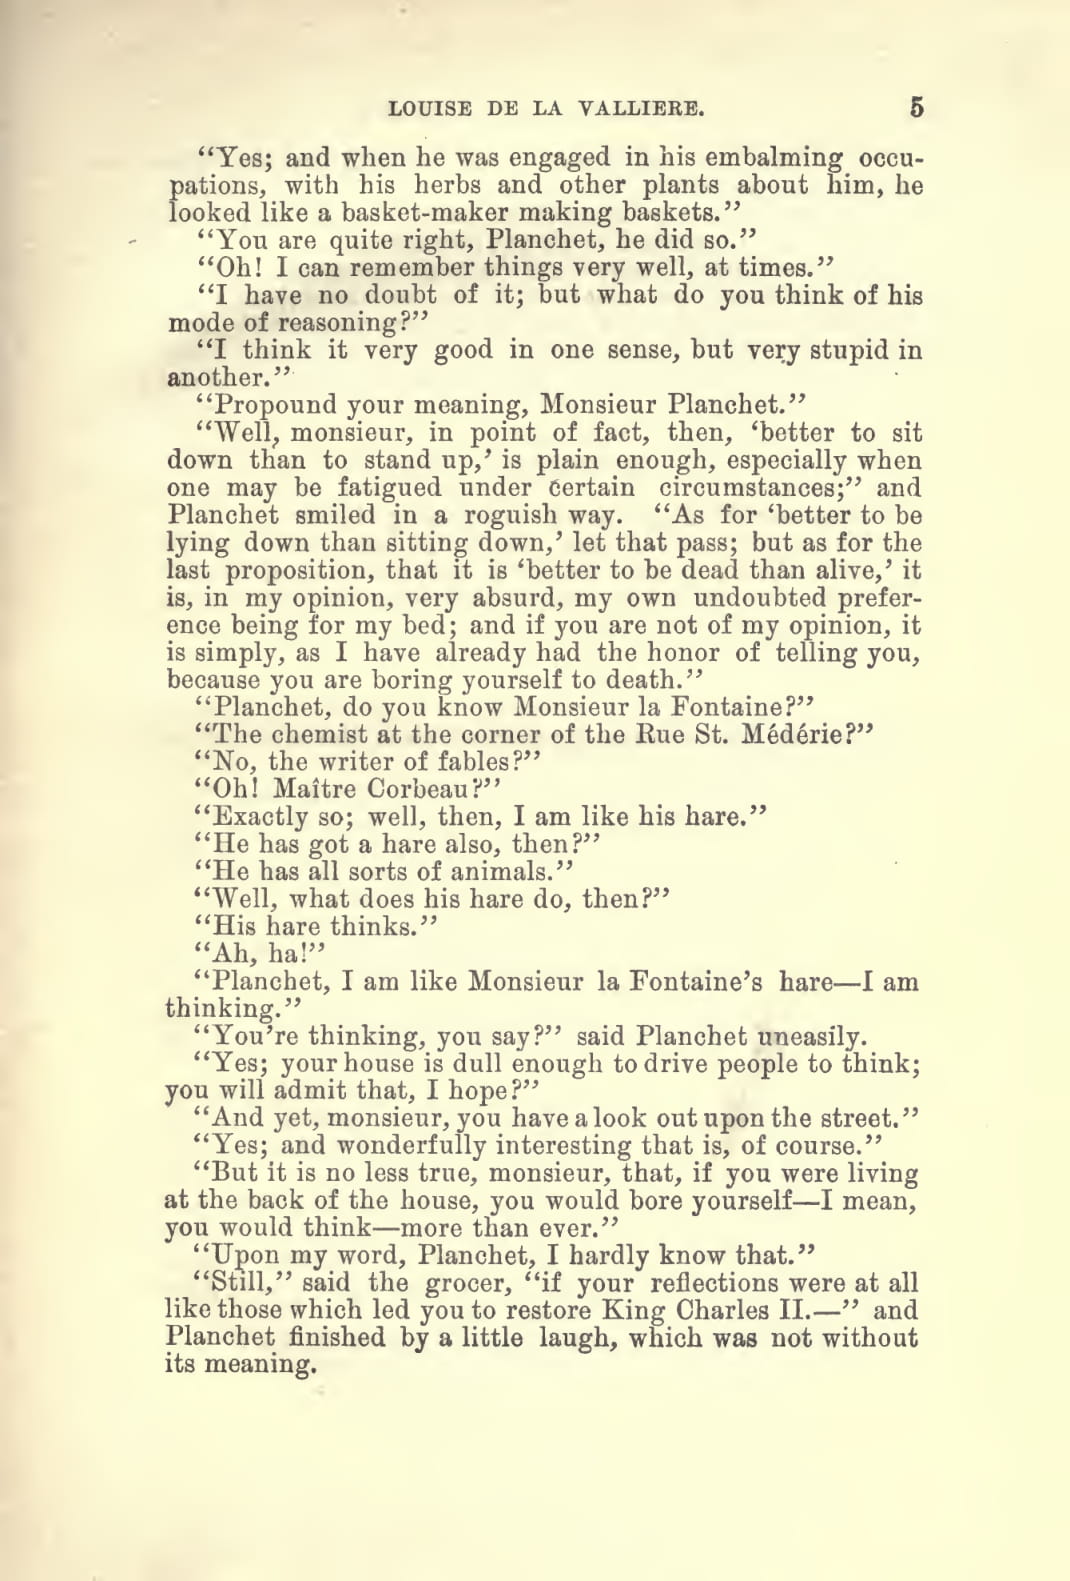 LOUISE DE LA VALLIERE. 5
“Yes; and when he was engaged in his embalming occu-
pations, with his herbs and other plants about him, he
looked like a basket-maker making baskets.”
“You are quite right, Planchet, he did so.”
“Oh! I can remember things very well, at times.”
“I have no doubt of it; but what do you think of his
mode of reasoning?”
“I think it very good in one sense, but very stupid in
another.”
“Propound your meaning, Monsieur Planchet.”
“Well, monsieur, in point of fact, then, ‘better to sit
down than to stand up,’ is plain enough, especially when
one may be fatigued under certain circumstances;” and
Planchet smiled in a roguish way. “As for ‘better to be
lying down than sitting down,’ let that pass; but as for the
last proposition, that it is ‘better to be dead than alive,’ it
is, in my opinion, very absurd, my own undoubted prefer-
ence being for my bed; and if you are not of my opinion, it
is simply, as I have already had the honor of telling you,
because you are boring yourself to death.”
“Planchet, do you know Monsieur la Fontaine?”
“The chemist at the corner of the Rue St. Médérie?”
“No, the writer of fables?”
“Oh! Maître Corbeau?”
“Exactly so; well, then, I am like his hare.”
“He has got a hare also, then?”
“He has all sorts of animals.”
“Well, what does his hare do, then?”
“His hare thinks.”
“Ah, ha!”
“Planchet, I am like Monsieur la Fontaine’s hare—I am
thinking.”
“You’re thinking, you say?” said Planchet uneasily.
“Yes; your house is dull enough to drive people to think;
you will admit that, I hope?”
“And yet, monsieur, you have a look out upon the street.”
“Yes; and wonderfully interesting that is, of course.”
“But it is no less true, monsieur, that, if you were living
at the back of the house, you would bore yourself—I mean,
you would think—more than ever.”
“Upon my word, Planchet, I hardly know that.”
“Still,” said the grocer, “if your reflections were at all
like those which led you to restore King Charles II.—” and
Planchet finished by a little laugh, which was not without
its meaning.